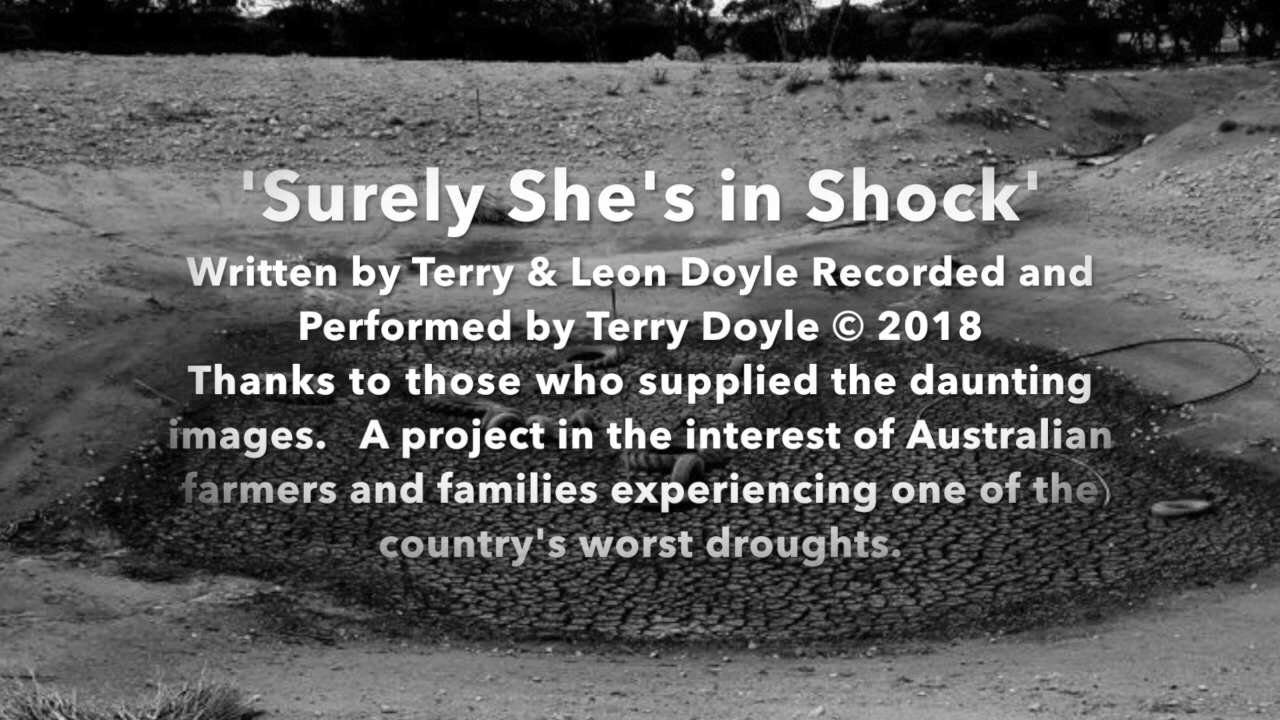 'Surely She's in Shock'
Written by Terry & Leon Doyle Recorded and
Performed by Terry Doyle © 2018
Thanks to those who supplied the daunting
images.   A project in the interest of Australian
farmers and families experiencing one of the
country's worst droughts.